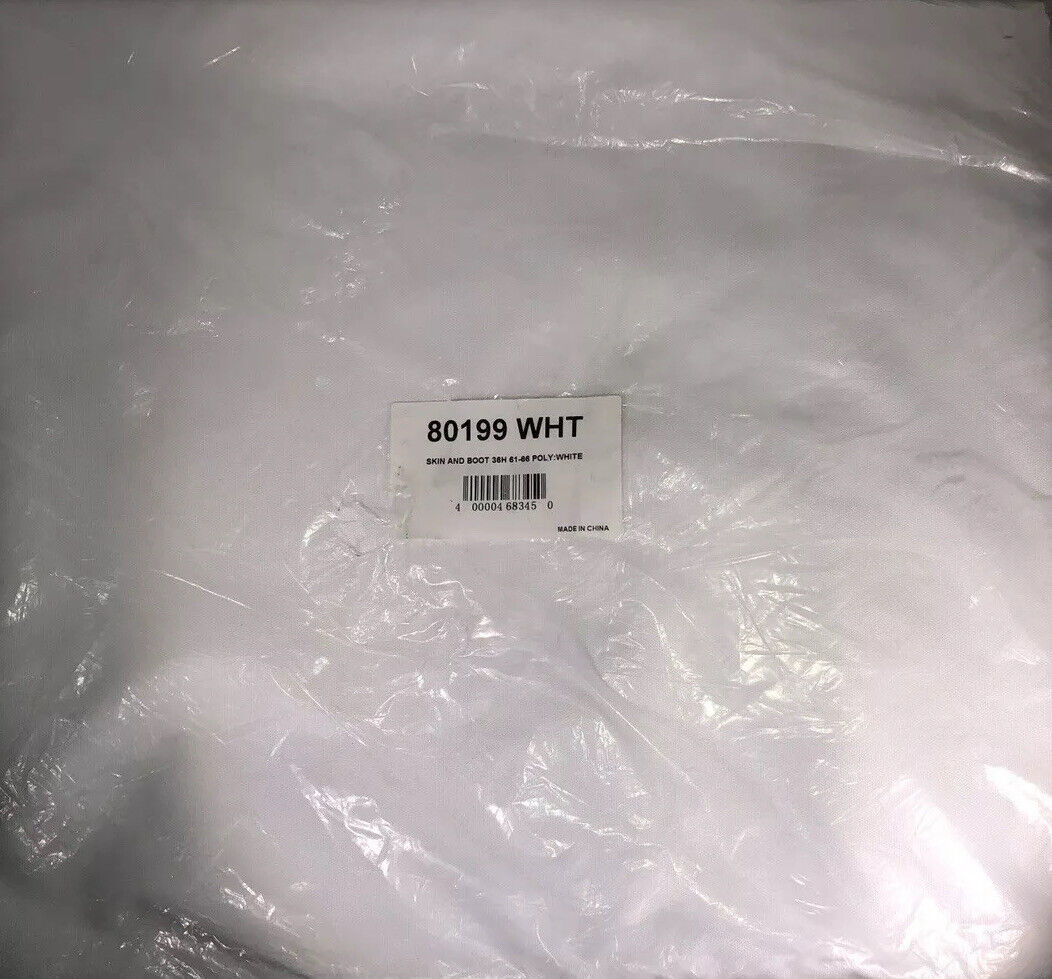 80199 WHT
SKIN AND BOOT 36H 61-66 POLY:WHITE
4 00004 68345 0
MADE IN CHINA